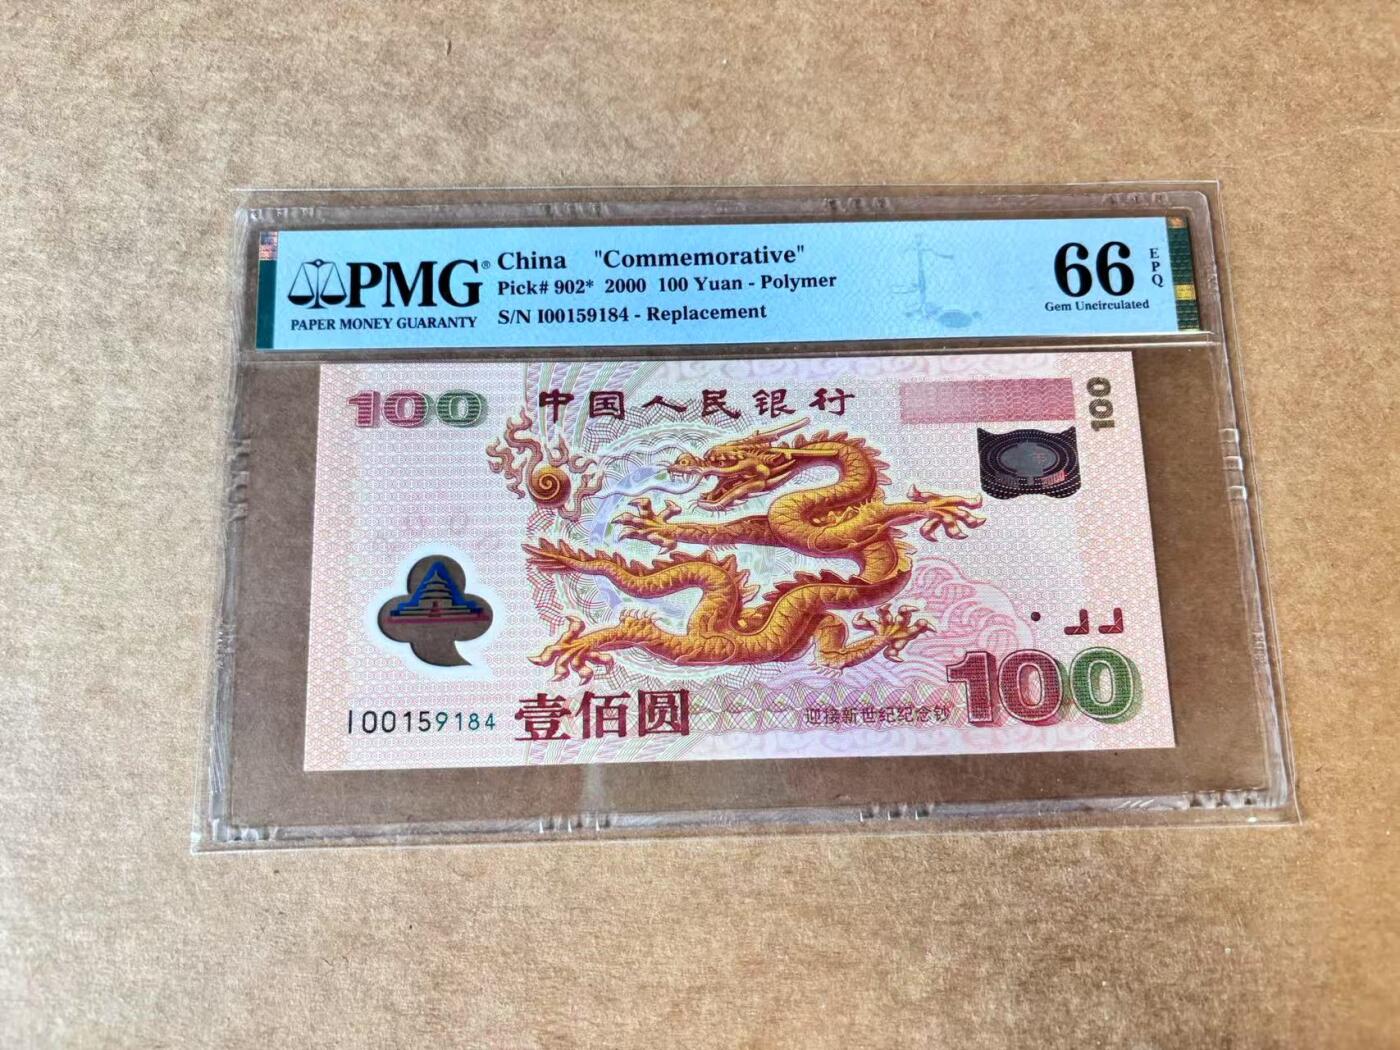 PMG®
PAPER MONEY GUARANTY
China "Commemorative"
Pick# 902* 2000 100 Yuan - Polymer
S/N I00159184 - Replacement
66
EPQ
Gem Uncirculated
100
中国人民银行
100
I00159184
壹佰圆
迎接新世纪纪念钞
100